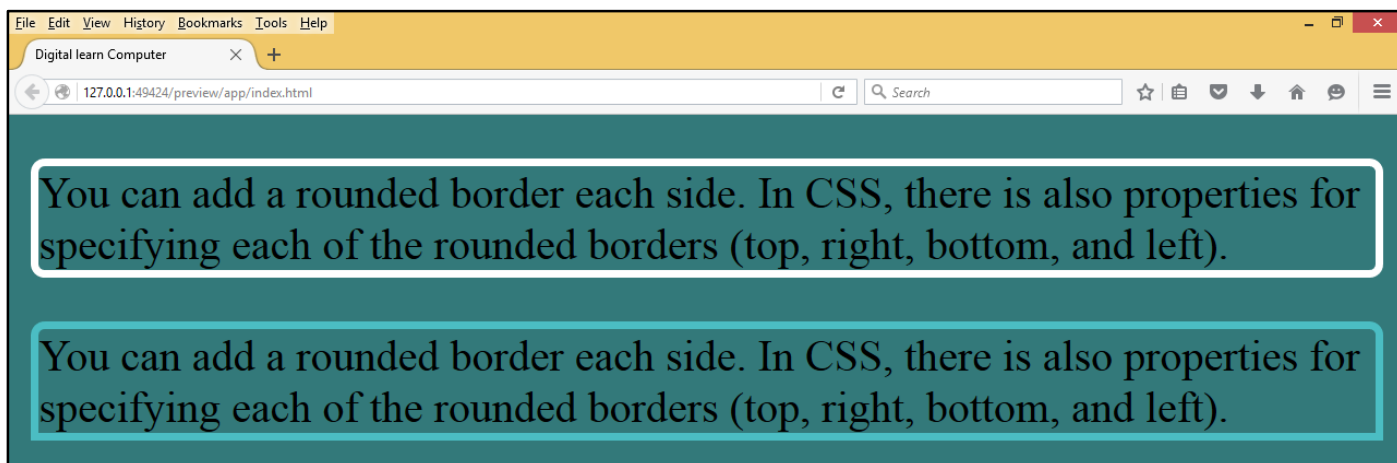 File Edit View History Bookmarks Tools Help
Digital learn Computer
127.0.0.1:49424/preview/app/index.html Search
You can add a rounded border each side. In CSS, there is also properties for
specifying each of the rounded borders (top, right, bottom, and left).
You can add a rounded border each side. In CSS, there is also properties for
specifying each of the rounded borders (top, right, bottom, and left).